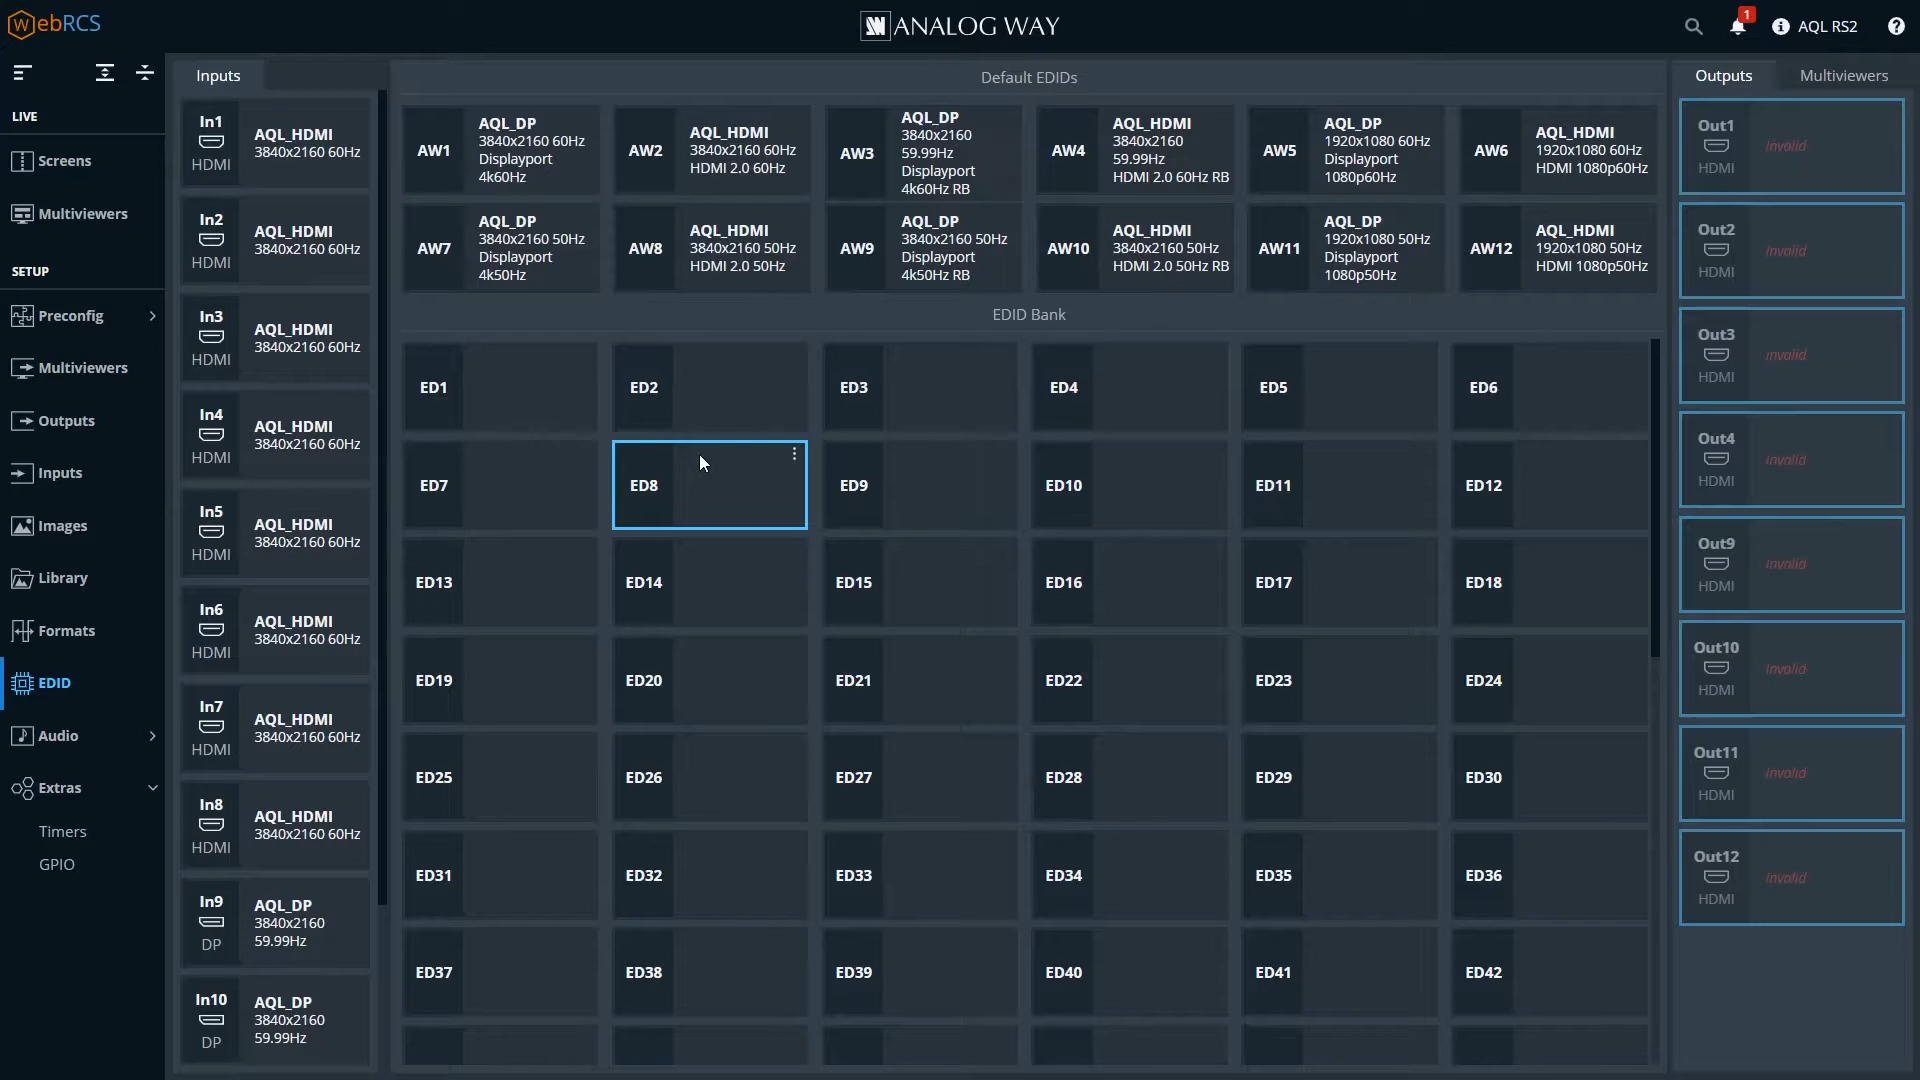 WebRCS
ANALOG WAY
1
AQL RS2
LIVE
Screens
Multiviewers
SETUP
Preconfig
Multiviewers
Outputs
Inputs
Images
Library
Formats
EDID
Audio
Extras
Timers
GPIO
Inputs
In1
HDMI
AQL_HDMI
3840x2160 60Hz
In2
HDMI
AQL_HDMI
3840x2160 60Hz
In3
HDMI
AQL_HDMI
3840x2160 60Hz
In4
HDMI
AQL_HDMI
3840x2160 60Hz
In5
HDMI
AQL_HDMI
3840x2160 60Hz
In6
HDMI
AQL_HDMI
3840x2160 60Hz
In7
HDMI
AQL_HDMI
3840x2160 60Hz
In8
HDMI
AQL_HDMI
3840x2160 60Hz
In9
DP
AQL_DP
3840x2160
59.99Hz
In10
DP
AQL_DP
3840x2160
59.99Hz
Default EDIDs
AW1
AQL_DP
3840x2160 60Hz
Displayport
4k60Hz
AW2
AQL_HDMI
3840x2160 60Hz
HDMI 2.0 60Hz
AW3
AQL_DP
3840x2160
59.99Hz
Displayport
4k60Hz RB
AW4
AQL_HDMI
3840x2160
59.99Hz
HDMI 2.0 60Hz RB
AW5
AQL_DP
1920x1080 60Hz
Displayport
1080p60Hz
AW6
AQL_HDMI
1920x1080 60Hz
HDMI 1080p60Hz
AW7
AQL_DP
3840x2160 50Hz
Displayport
4k50Hz
AW8
AQL_HDMI
3840x2160 50Hz
HDMI 2.0 50Hz
AW9
AQL_DP
3840x2160 50Hz
Displayport
4k50Hz RB
AW10
AQL_HDMI
3840x2160 50Hz
HDMI 2.0 50Hz RB
AW11
AQL_DP
1920x1080 50Hz
Displayport
1080p50Hz
AW12
AQL_HDMI
1920x1080 50Hz
HDMI 1080p50Hz
EDID Bank
ED1 ED2 ED3 ED4 ED5 ED6
ED7 ED8 ED9 ED10 ED11 ED12
ED13 ED14 ED15 ED16 ED17 ED18
ED19 ED20 ED21 ED22 ED23 ED24
ED25 ED26 ED27 ED28 ED29 ED30
ED31 ED32 ED33 ED34 ED35 ED36
ED37 ED38 ED39 ED40 ED41 ED42
Outputs Multiviewers
Out1
HDMI
Invalid
Out2
HDMI
Invalid
Out3
HDMI
Invalid
Out4
HDMI
Invalid
Out9
HDMI
Invalid
Out10
HDMI
Invalid
Out11
HDMI
Invalid
Out12
HDMI
Invalid